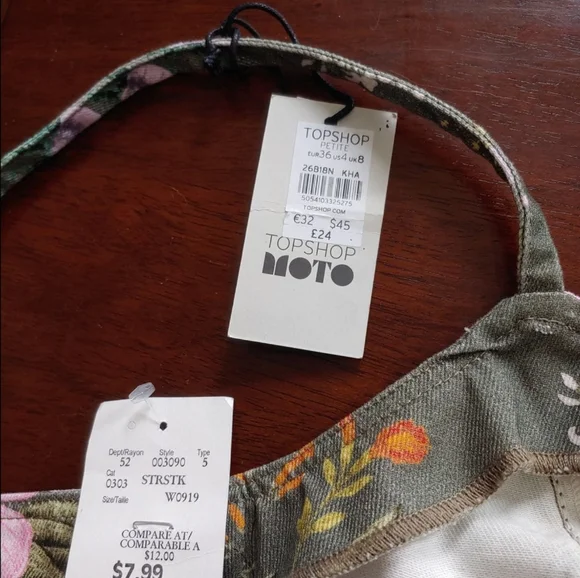 TOPSHOP
PETITE
EUR36 US4 UK8
26B18N KHA
5054103325275
TOPSHOP.COM
€32 $45
£24
TOPSHOP
MOTO
Dept/Rayon Style Type
52 003090 5
Cat
0303 STRSTK
Size/Taille W0919
COMPARE AT/
COMPARABLE A
$12.00
$7.99